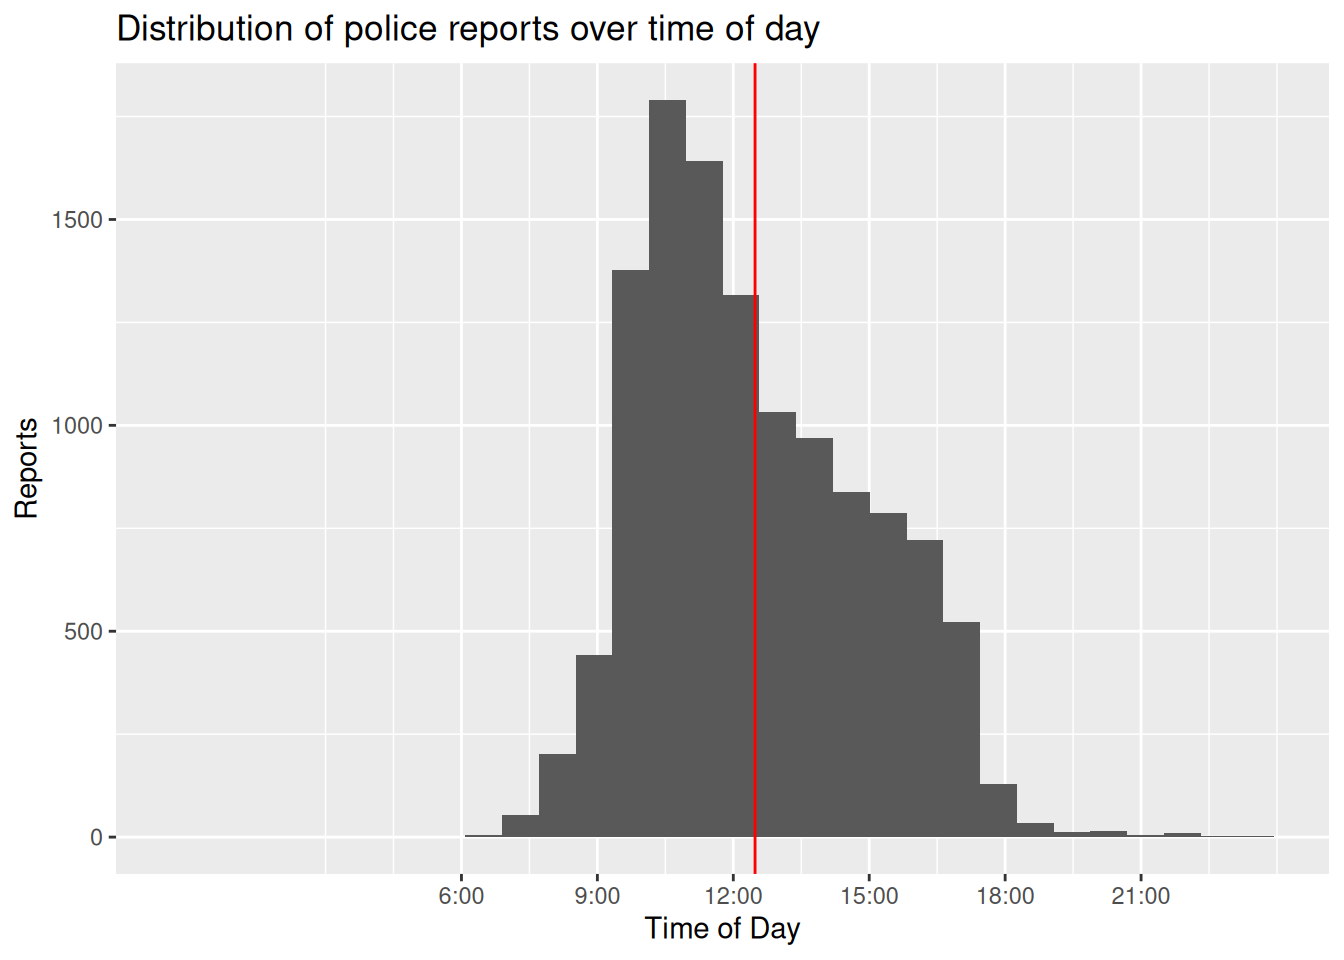 Distribution of police reports over time of day
1500
1000
500
0
Reports
6:00 9:00 12:00 15:00 18:00 21:00
Time of Day